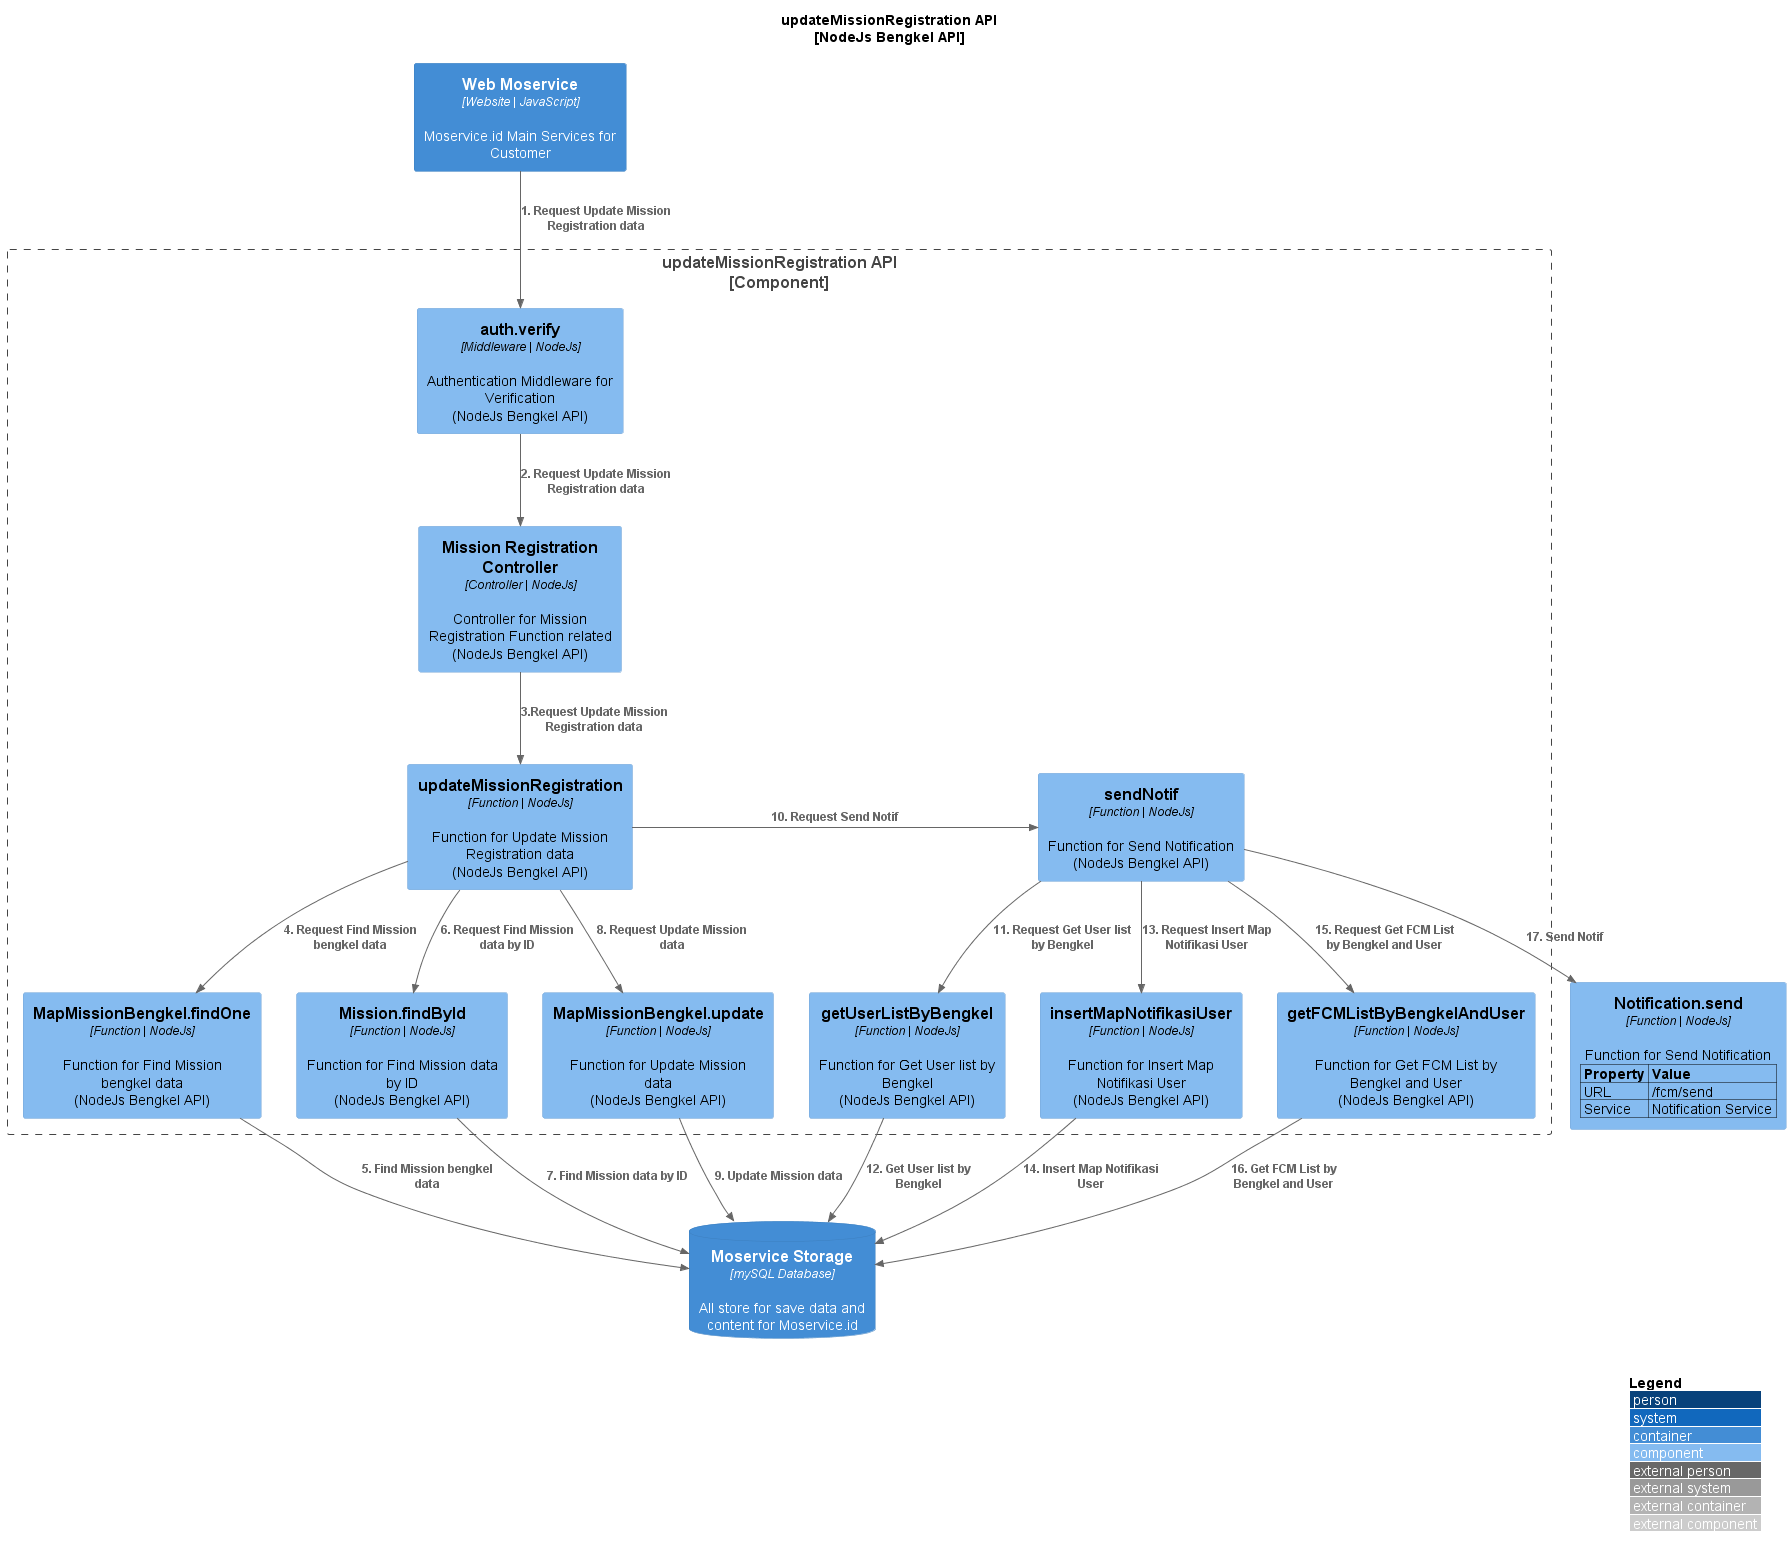 updateMissionRegistration API
[NodeJs Bengkel API]
Web Moservice
[Website | JavaScript]
Moservice.id Main Services for
Customer
1. Request Update Mission
Registration data
updateMissionRegistration API
[Component]
auth.verify
[Middleware | NodeJs]
Authentication Middleware for
Verification
(NodeJs Bengkel API)
2. Request Update Mission
Registration data
Mission Registration
Controller
[Controller | NodeJs]
Controller for Mission
Registration Function related
(NodeJs Bengkel API)
3.Request Update Mission
Registration data
updateMissionRegistration
[Function | NodeJs]
Function for Update Mission
Registration data
(NodeJs Bengkel API)
10. Request Send Notif
sendNotif
[Function | NodeJs]
Function for Send Notification
(NodeJs Bengkel API)
4. Request Find Mission
bengkel data
6. Request Find Mission
data by ID
8. Request Update Mission
data
11. Request Get User list
by Bengkel
13. Request Insert Map
Notifikasi User
15. Request Get FCM List
by Bengkel and User
17. Send Notif
MapMissionBengkel.findOne
[Function | NodeJs]
Function for Find Mission
bengkel data
(NodeJs Bengkel API)
Mission.findById
[Function | NodeJs]
Function for Find Mission data
by ID
(NodeJs Bengkel API)
MapMissionBengkel.update
[Function | NodeJs]
Function for Update Mission
data
(NodeJs Bengkel API)
getUserListByBengkel
[Function | NodeJs]
Function for Get User list by
Bengkel
(NodeJs Bengkel API)
insertMapNotifikasiUser
[Function | NodeJs]
Function for Insert Map
Notifikasi User
(NodeJs Bengkel API)
getFCMListByBengkelAndUser
[Function | NodeJs]
Function for Get FCM List by
Bengkel and User
(NodeJs Bengkel API)
Notification.send
[Function | NodeJs]
Function for Send Notification
Property Value
URL /fcm/send
Service Notification Service
5. Find Mission bengkel
data
7. Find Mission data by ID
9. Update Mission data
12. Get User list by
Bengkel
14. Insert Map Notifikasi
User
16. Get FCM List by
Bengkel and User
Moservice Storage
[mySQL Database]
All store for save data and
content for Moservice.id
Legend
person
system
container
component
external person
external system
external container
external component